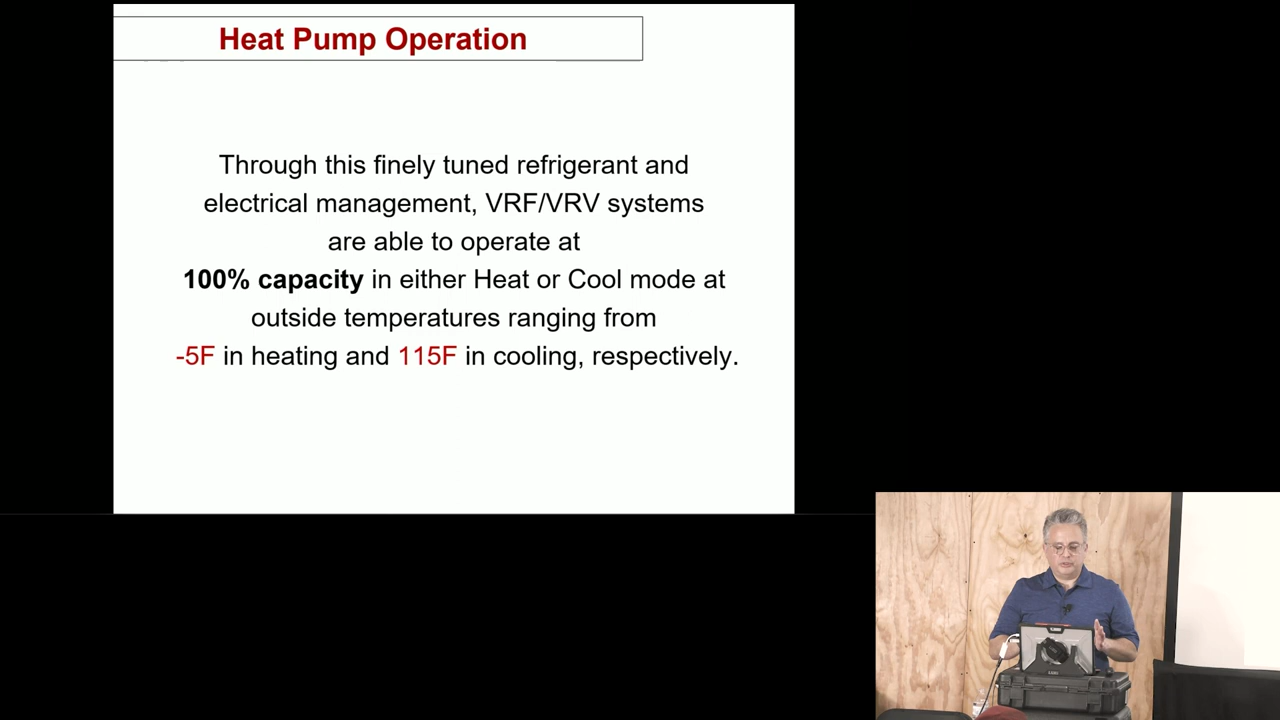 Heat Pump Operation
Through this finely tuned refrigerant and
electrical management, VRF/VRV systems
are able to operate at
100% capacity in either Heat or Cool mode at
outside temperatures ranging from
-5F in heating and 115F in cooling, respectively.